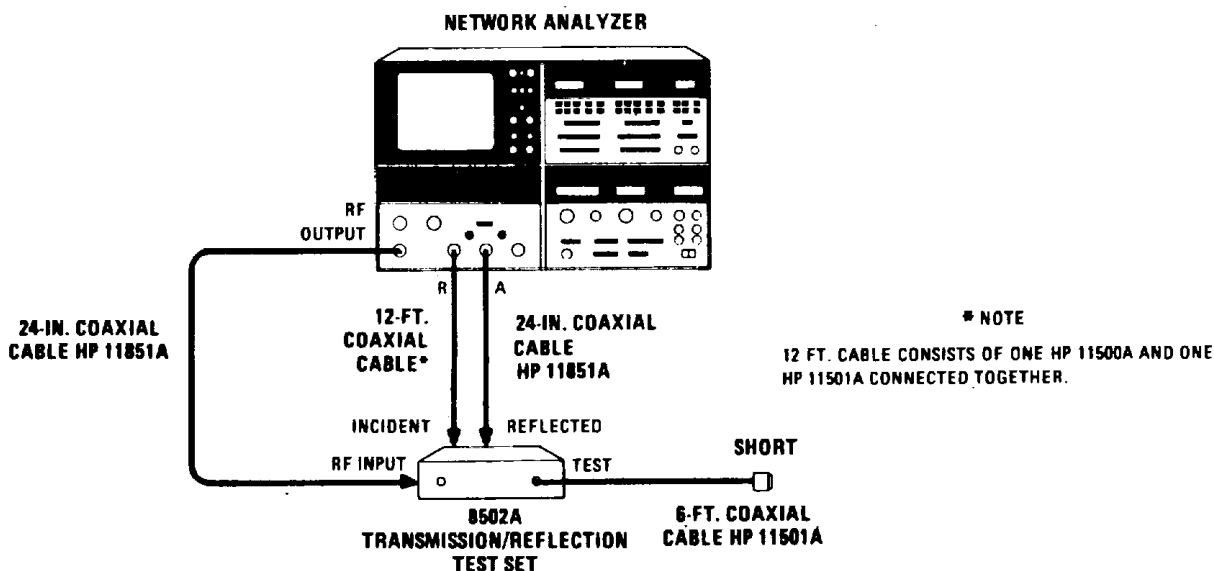 NETWORK ANALYZER
RF
OUTPUT
R
A
24-IN. COAXIAL
CABLE HP 11851A
12-FT.
COAXIAL
CABLE*
24-IN. COAXIAL
CABLE
HP 11851A
* NOTE
12 FT. CABLE CONSISTS OF ONE HP 11500A AND ONE
HP 11501A CONNECTED TOGETHER.
INCIDENT
REFLECTED
RF INPUT
TEST
SHORT
8502A
TRANSMISSION/REFLECTION
TEST SET
6-FT. COAXIAL
CABLE HP 11501A